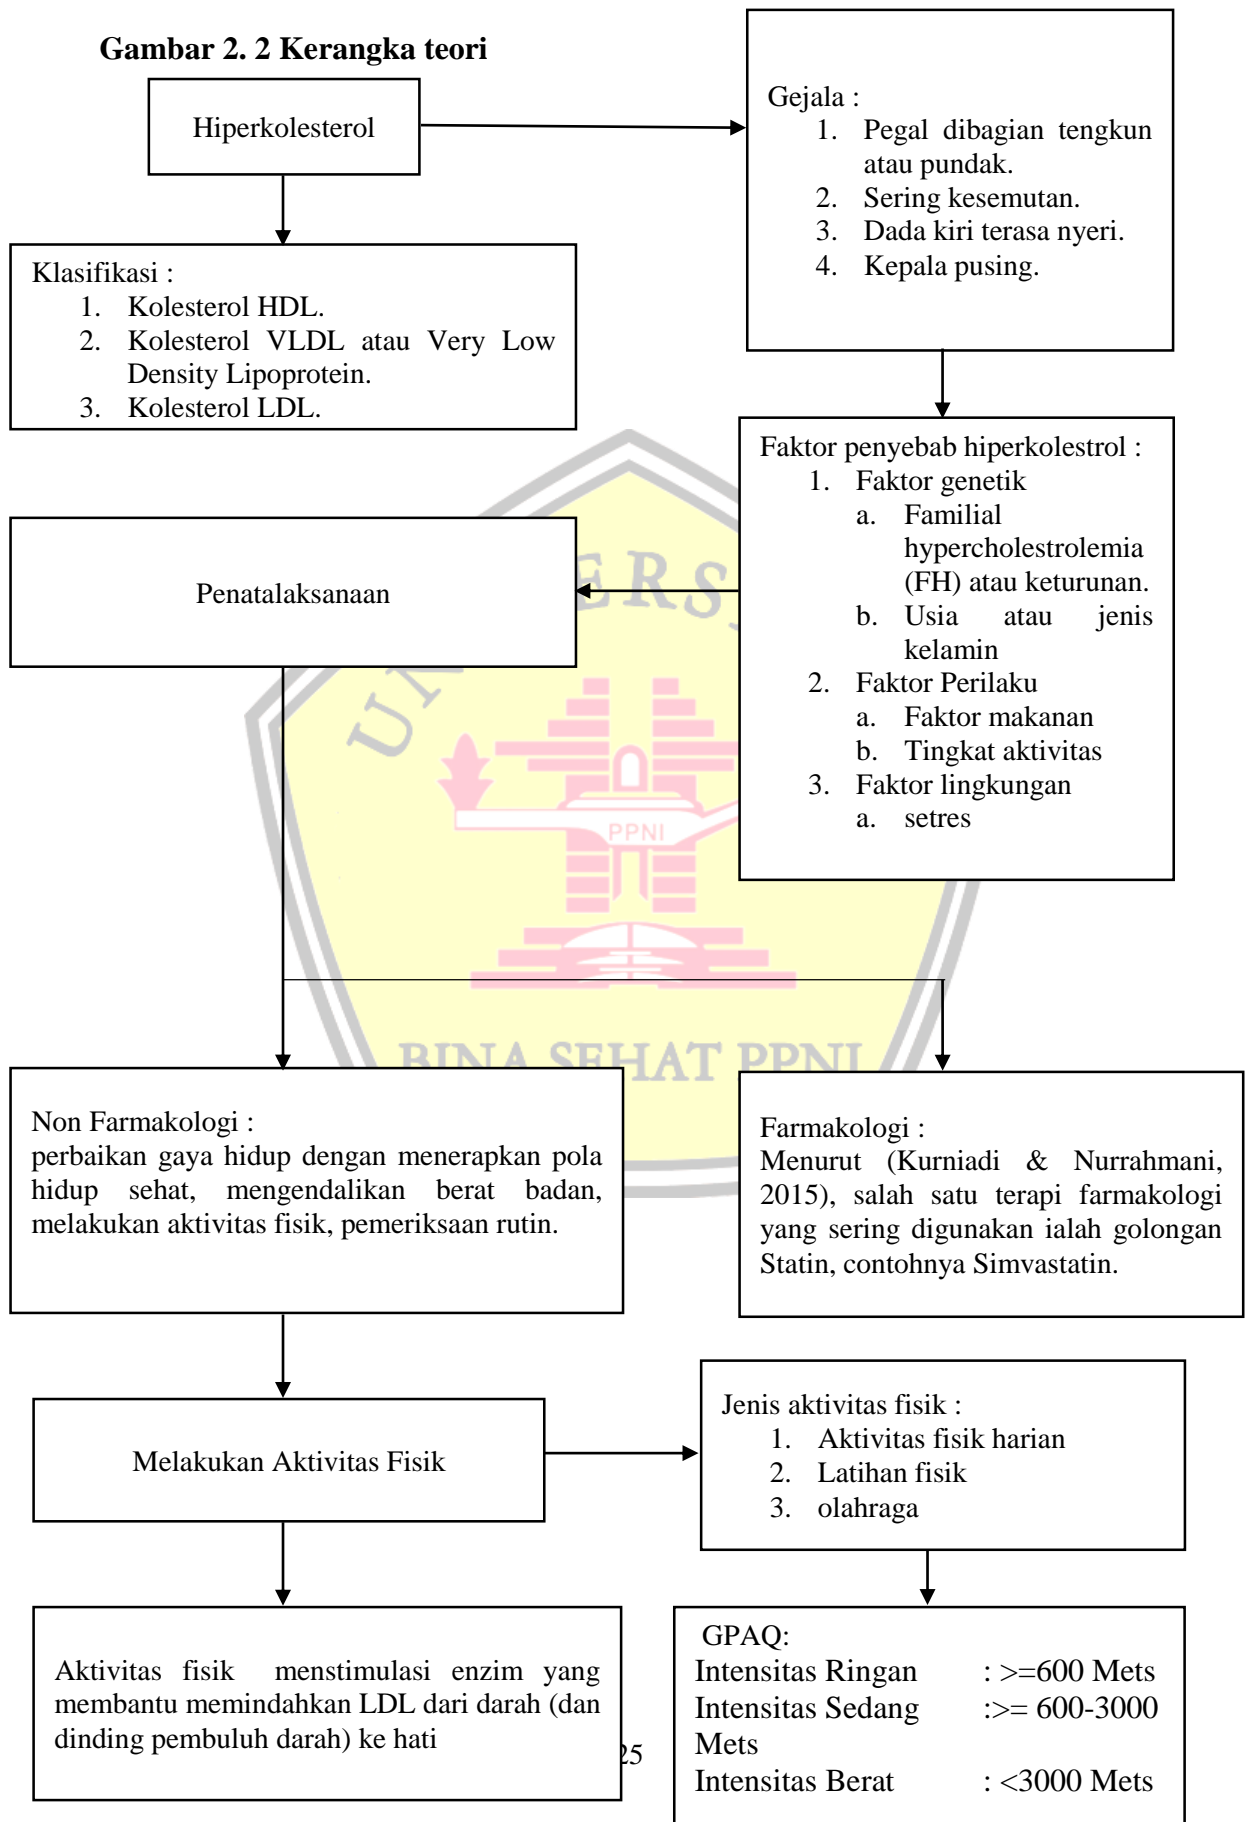 Gambar 2. 2 Kerangka teori
Hiperkolesterol
Gejala :
1. Pegal dibagian tengkun
atau pundak.
2. Sering kesemutan.
3. Dada kiri terasa nyeri.
4. Kepala pusing.
Klasifikasi :
1. Kolesterol HDL.
2. Kolesterol VLDL atau Very Low
Density Lipoprotein.
3. Kolesterol LDL.
Faktor penyebab hiperkolestrol :
1. Faktor genetik
a. Familial
hypercholestrolemia
(FH) atau keturunan.
b. Usia atau jenis
kelamin
2. Faktor Perilaku
a. Faktor makanan
b. Tingkat aktivitas
3. Faktor lingkungan
a. setres
Penatalaksanaan
PPNI
BINA SEHAT PPNI
Non Farmakologi :
perbaikan gaya hidup dengan menerapkan pola
hidup sehat, mengendalikan berat badan,
melakukan aktivitas fisik, pemeriksaan rutin.
Farmakologi :
Menurut (Kurniadi & Nurrahmani,
2015), salah satu terapi farmakologi
yang sering digunakan ialah golongan
Statin, contohnya Simvastatin.
Melakukan Aktivitas Fisik
Jenis aktivitas fisik :
1. Aktivitas fisik harian
2. Latihan fisik
3. olahraga
Aktivitas fisik menstimulasi enzim yang
membantu memindahkan LDL dari darah (dan
dinding pembuluh darah) ke hati
GPAQ:
Intensitas Ringan : >=600 Mets
Intensitas Sedang :>= 600-3000
Mets
Intensitas Berat : <3000 Mets
25